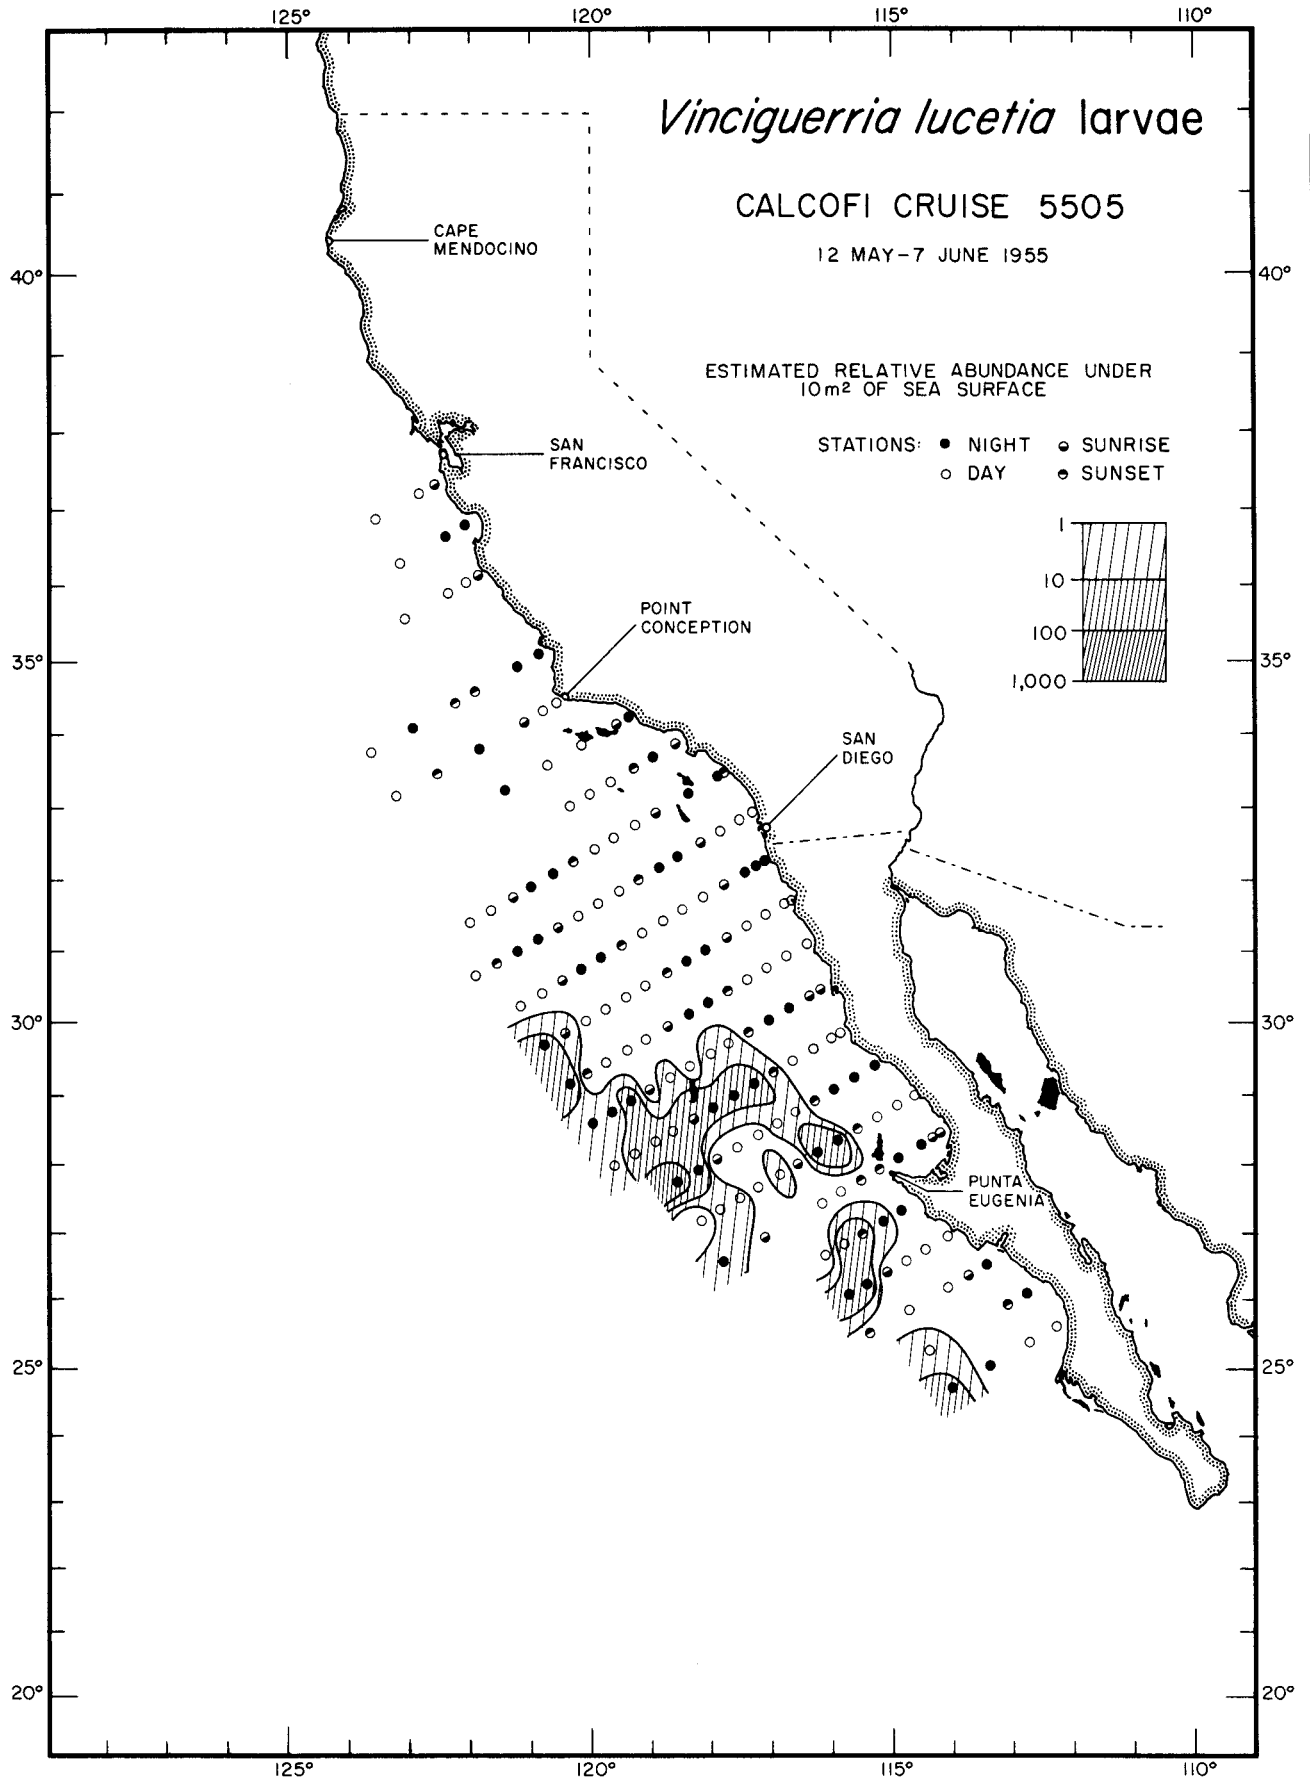 125° 120° 115° 110°
Vinciguerria lucetia larvae
CALCOFI CRUISE 5505
12 MAY–7 JUNE 1955
CAPE
MENDOCINO
40° 40°
ESTIMATED RELATIVE ABUNDANCE UNDER
10m² OF SEA SURFACE
STATIONS: ● NIGHT ◒ SUNRISE
○ DAY ◓ SUNSET
SAN
FRANCISCO
1
10
100
1,000
POINT
CONCEPTION
35° 35°
SAN
DIEGO
30° 30°
PUNTA
EUGENIA
25° 25°
20° 20°
125° 120° 115° 110°